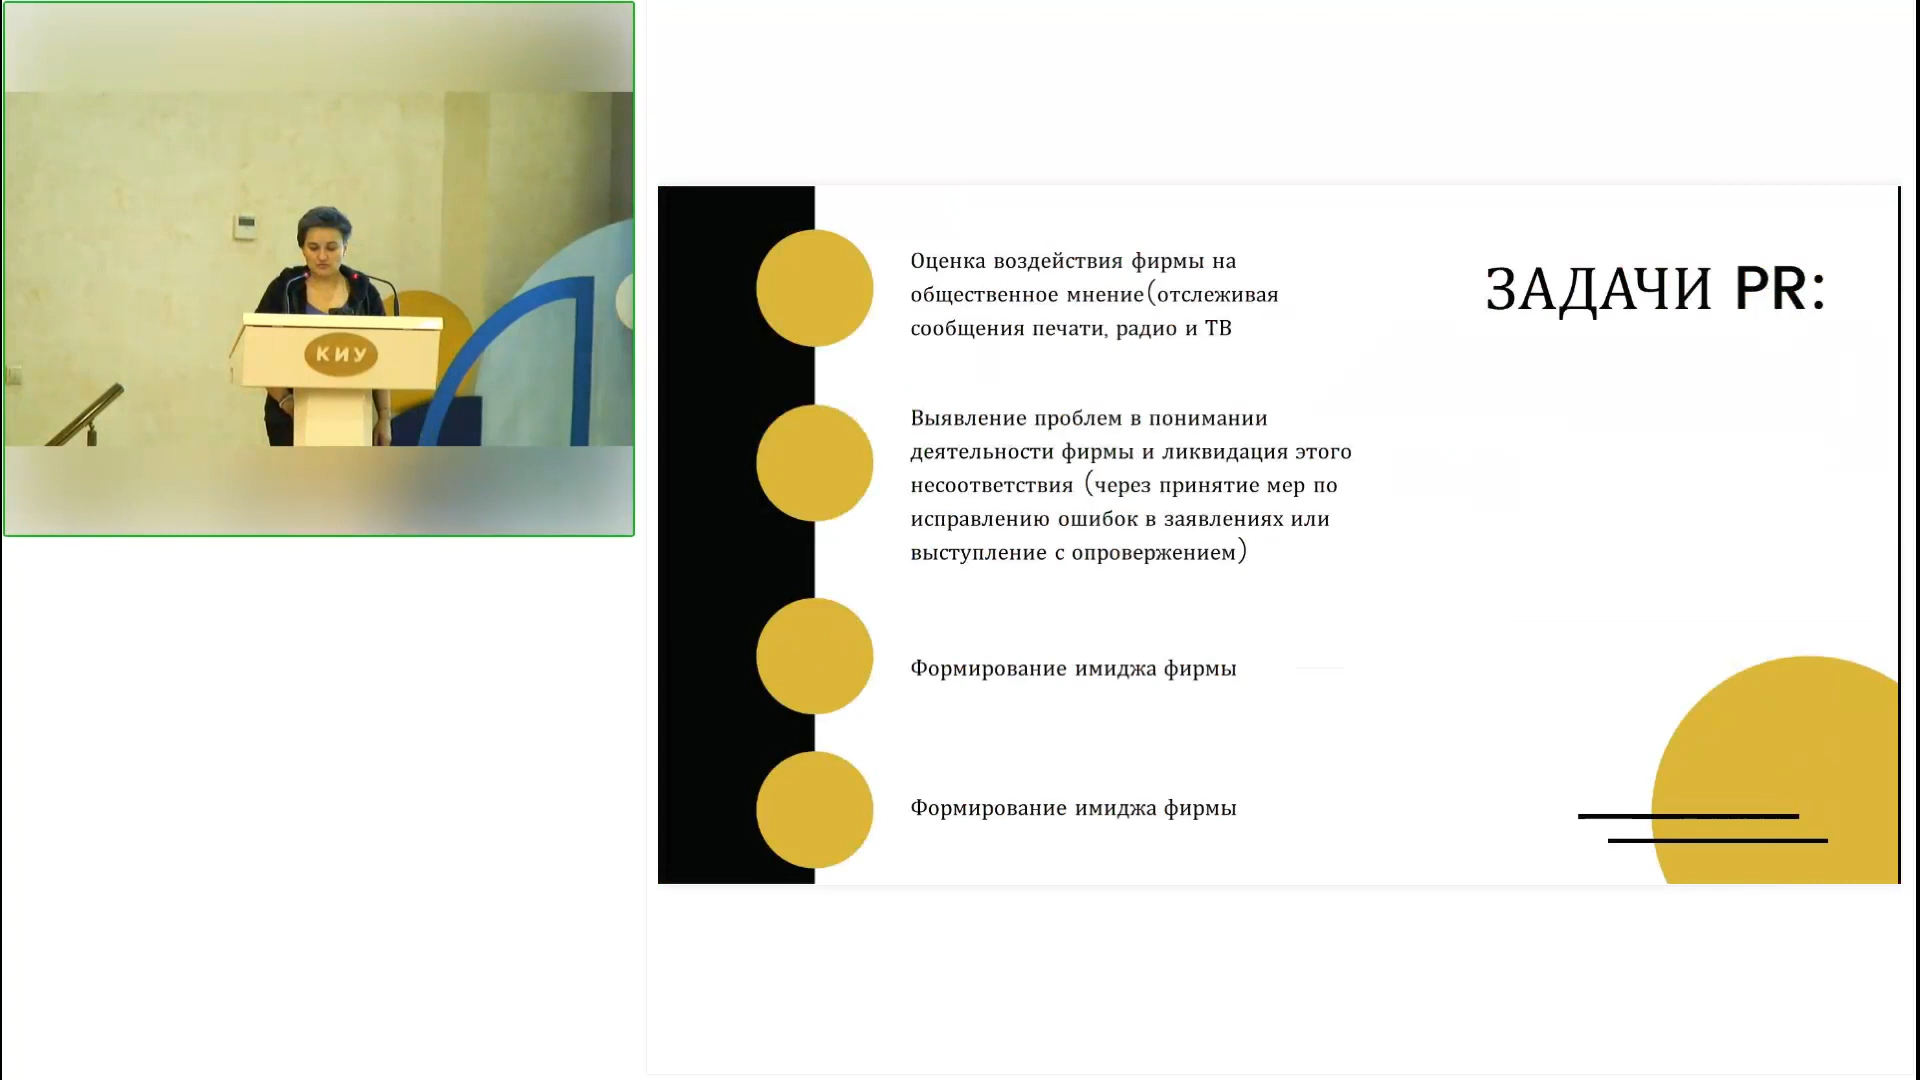 КИУ
ЗАДАЧИ PR:
Оценка воздействия фирмы на
общественное мнение(отслеживая
сообщения печати, радио и ТВ
Выявление проблем в понимании
деятельности фирмы и ликвидация этого
несоответствия (через принятие мер по
исправлению ошибок в заявлениях или
выступление с опровержением)
Формирование имиджа фирмы
Формирование имиджа фирмы